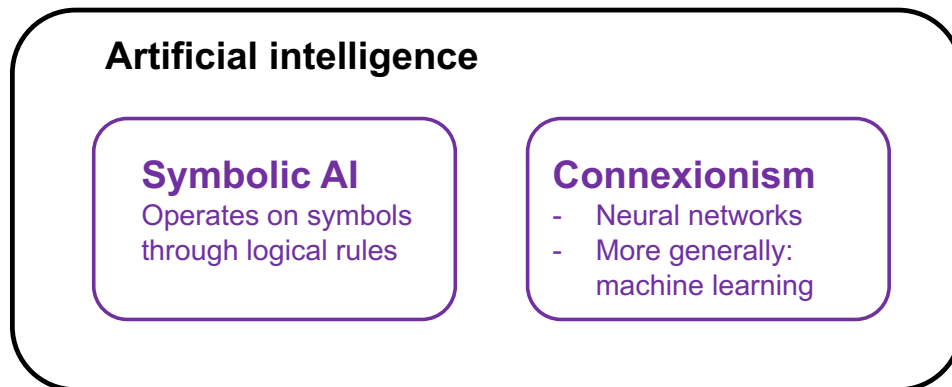 Artificial intelligence
Symbolic AI
Operates on symbols
through logical rules
Connexionism
- Neural networks
- More generally:
machine learning